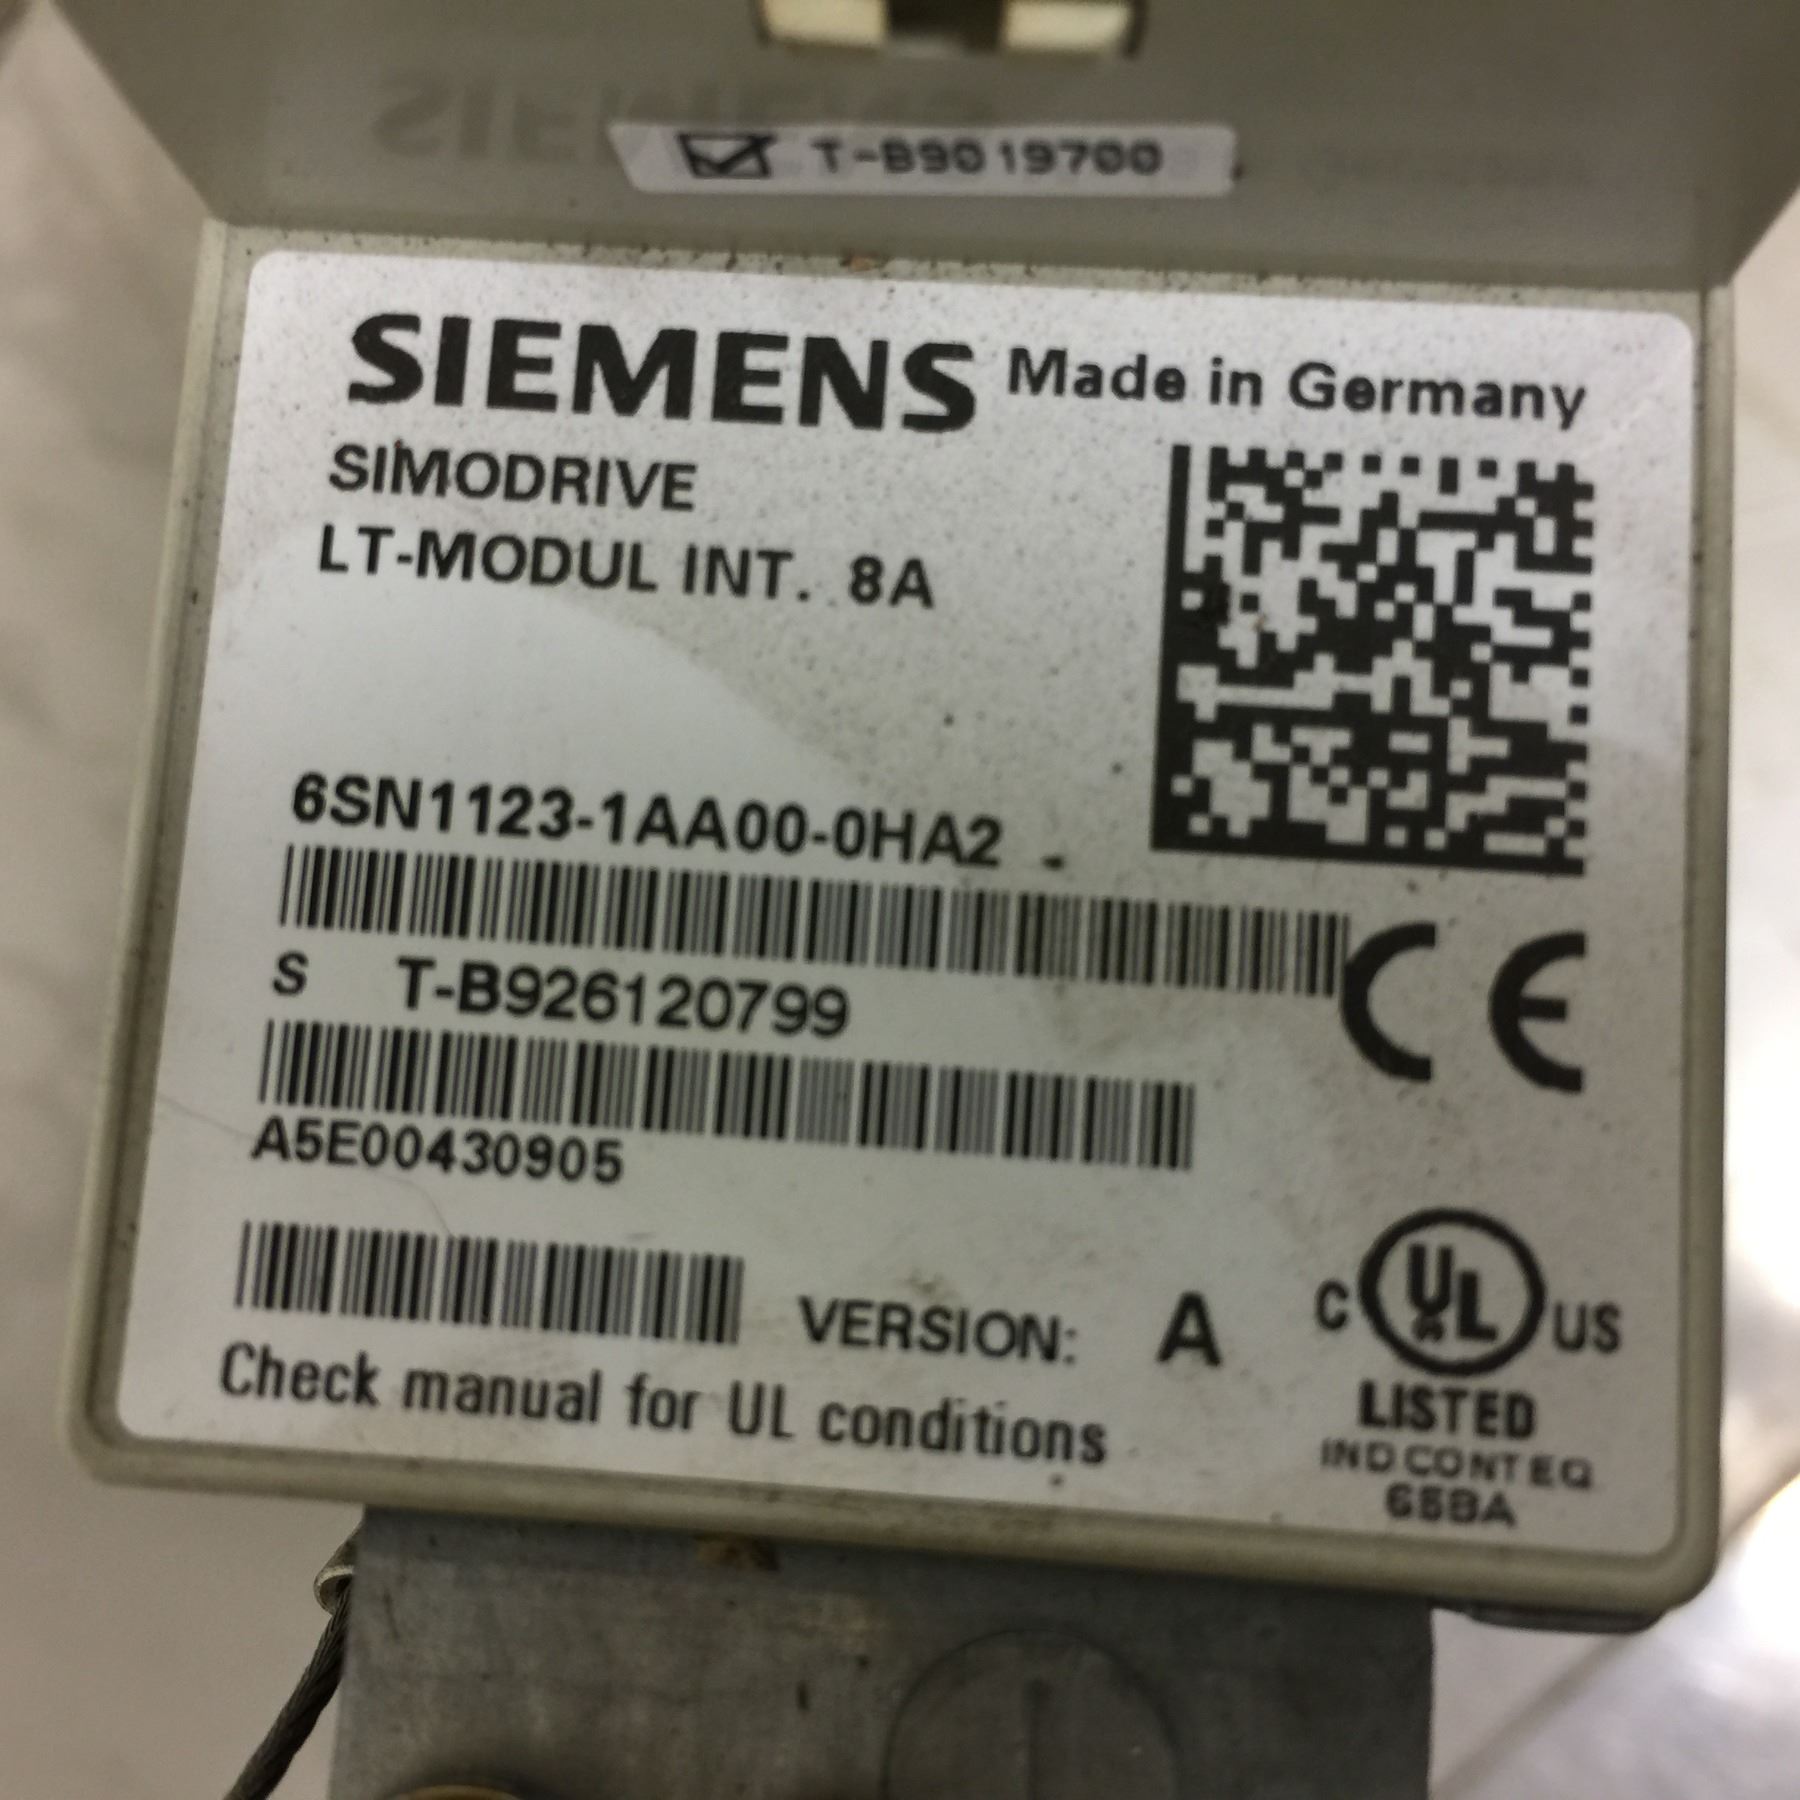 T-B9019700
SIEMENS Made in Germany
SIMODRIVE
LT-MODUL INT. 8A
6SN1123-1AA00-0HA2
S T-B926120799
A5E00430905
VERSION: A
Check manual for UL conditions
C UL US
LISTED
IND CONT EQ
65BA